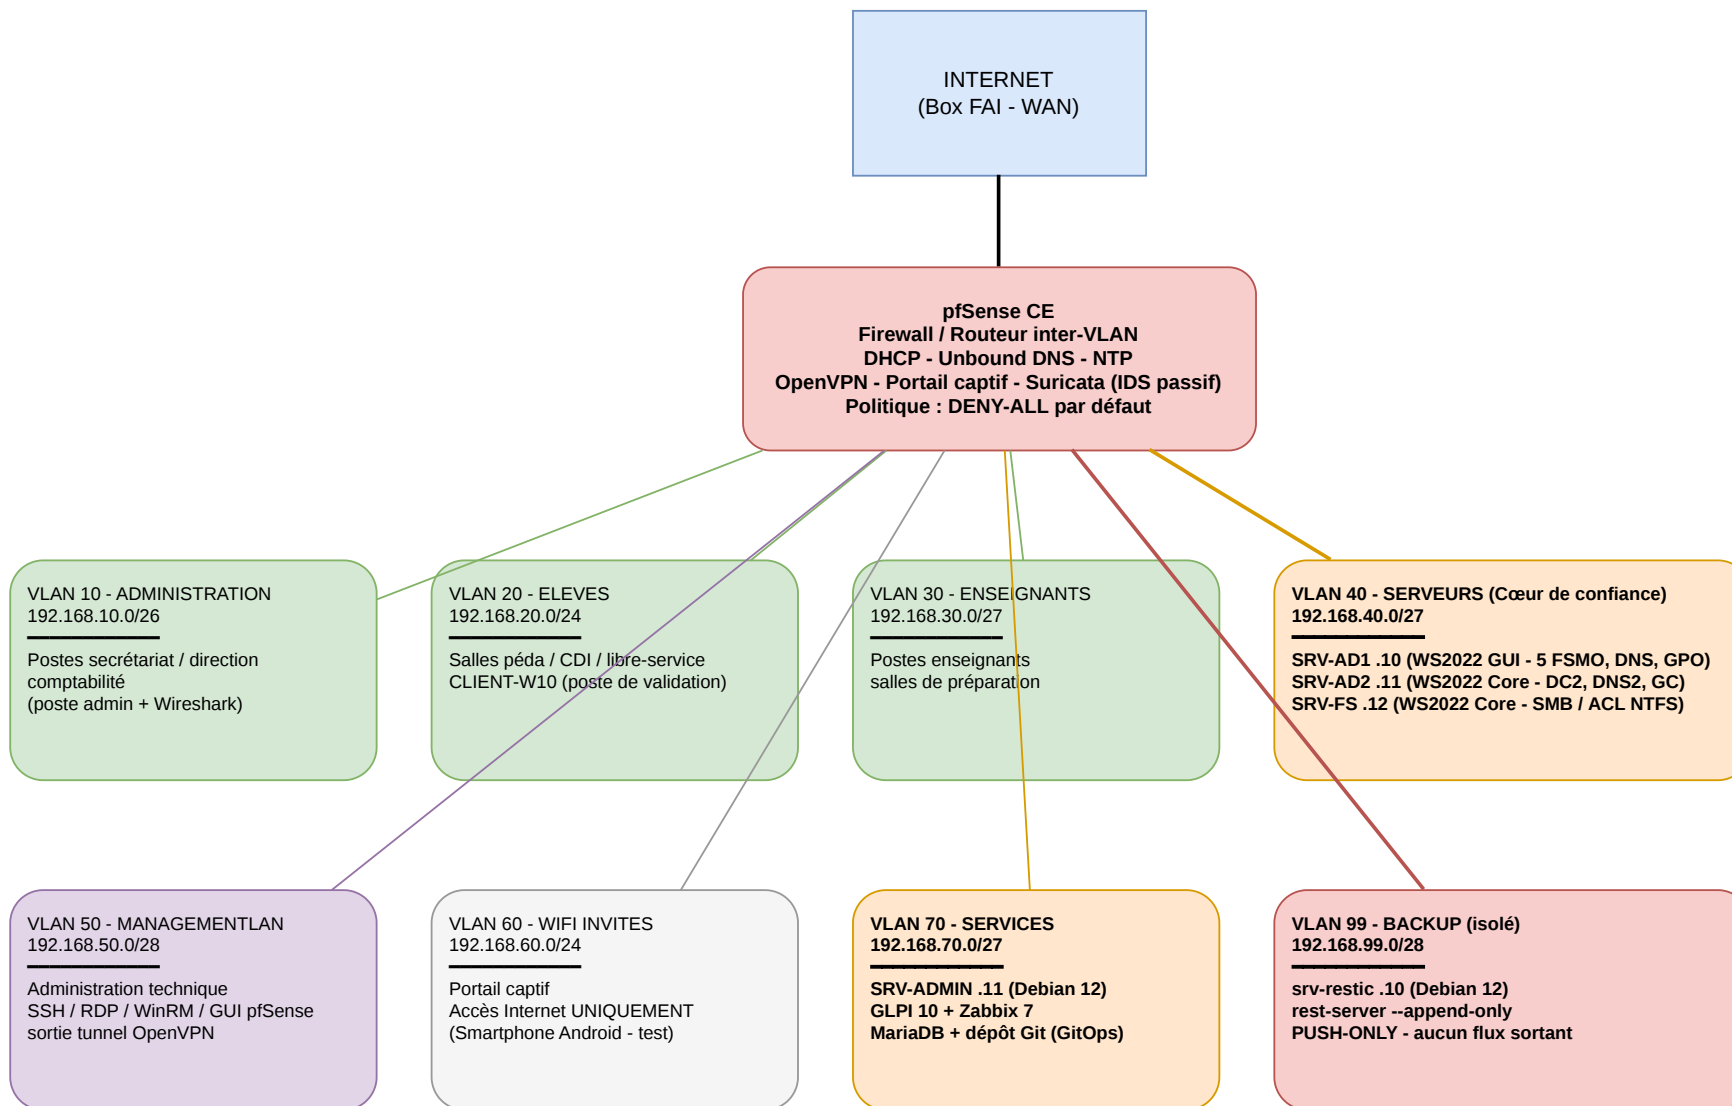 INTERNET
(Box FAI - WAN)
pfSense CE
Firewall / Routeur inter-VLAN
DHCP - Unbound DNS - NTP
OpenVPN - Portail captif - Suricata (IDS passif)
Politique : DENY-ALL par défaut
VLAN 10 - ADMINISTRATION
192.168.10.0/26
Postes secrétariat / direction
comptabilité
(poste admin + Wireshark)
VLAN 20 - ELEVES
192.168.20.0/24
Salles péda / CDI / libre-service
CLIENT-W10 (poste de validation)
VLAN 30 - ENSEIGNANTS
192.168.30.0/27
Postes enseignants
salles de préparation
VLAN 40 - SERVEURS (Cœur de confiance)
192.168.40.0/27
SRV-AD1 .10 (WS2022 GUI - 5 FSMO, DNS, GPO)
SRV-AD2 .11 (WS2022 Core - DC2, DNS2, GC)
SRV-FS .12 (WS2022 Core - SMB / ACL NTFS)
VLAN 50 - MANAGEMENTLAN
192.168.50.0/28
Administration technique
SSH / RDP / WinRM / GUI pfSense
sortie tunnel OpenVPN
VLAN 60 - WIFI INVITES
192.168.60.0/24
Portail captif
Accès Internet UNIQUEMENT
(Smartphone Android - test)
VLAN 70 - SERVICES
192.168.70.0/27
SRV-ADMIN .11 (Debian 12)
GLPI 10 + Zabbix 7
MariaDB + dépôt Git (GitOps)
VLAN 99 - BACKUP (isolé)
192.168.99.0/28
srv-restic .10 (Debian 12)
rest-server --append-only
PUSH-ONLY - aucun flux sortant